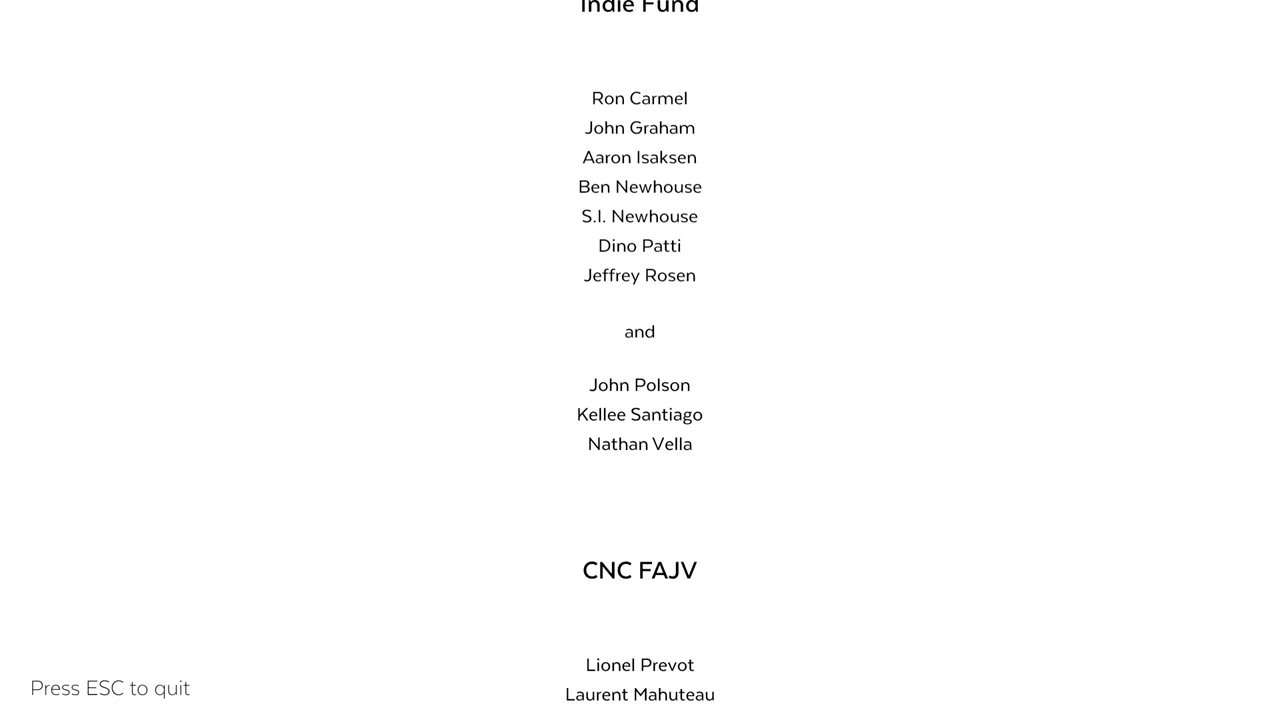 Indie Fund
Ron Carmel
John Graham
Aaron Isaksen
Ben Newhouse
S.I. Newhouse
Dino Patti
Jeffrey Rosen
and
John Polson
Kellee Santiago
Nathan Vella
CNC FAJV
Lionel Prevot
Laurent Mahuteau
Press ESC to quit